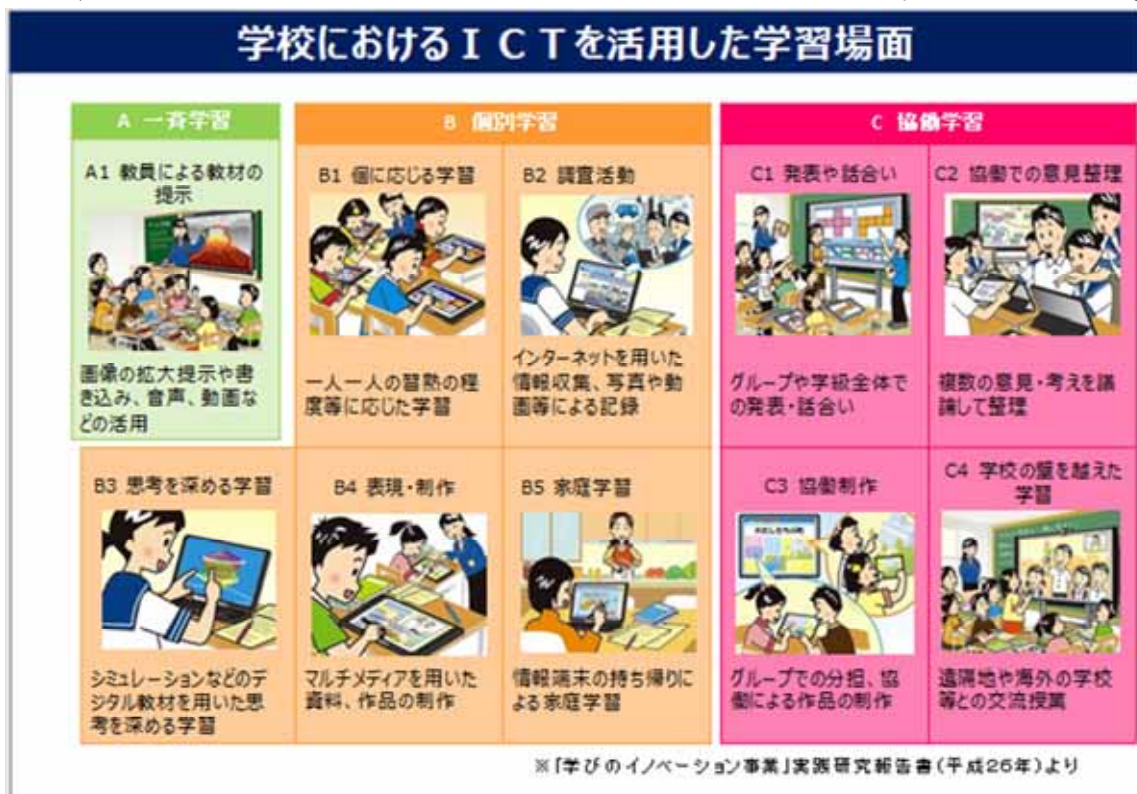 学校におけるＩＣＴを活用した学習場面
A 一斉学習
A1 教員による教材の
提示
画像の拡大提示や書
き込み、音声、動画な
どの活用
B 個別学習
B1 個に応じる学習
一人一人の習熟の程
度等に応じた学習
B2 調査活動
インターネットを用いた
情報収集、写真や動
画等による記録
B3 思考を深める学習
シミュレーションなどのデ
ジタル教材を用いた思
考を深める学習
B4 表現・制作
マルチメディアを用いた
資料、作品の制作
B5 家庭学習
情報端末の持ち帰りに
よる家庭学習
C 協働学習
C1 発表や話合い
グループや学級全体で
の発表・話合い
C2 協働での意見整理
複数の意見・考えを議
論して整理
C3 協働制作
グループでの分担、協
働による作品の制作
C4 学校の壁を越えた
学習
遠隔地や海外の学校
等との交流授業
※「学びのイノベーション事業」実践研究報告書(平成26年)より